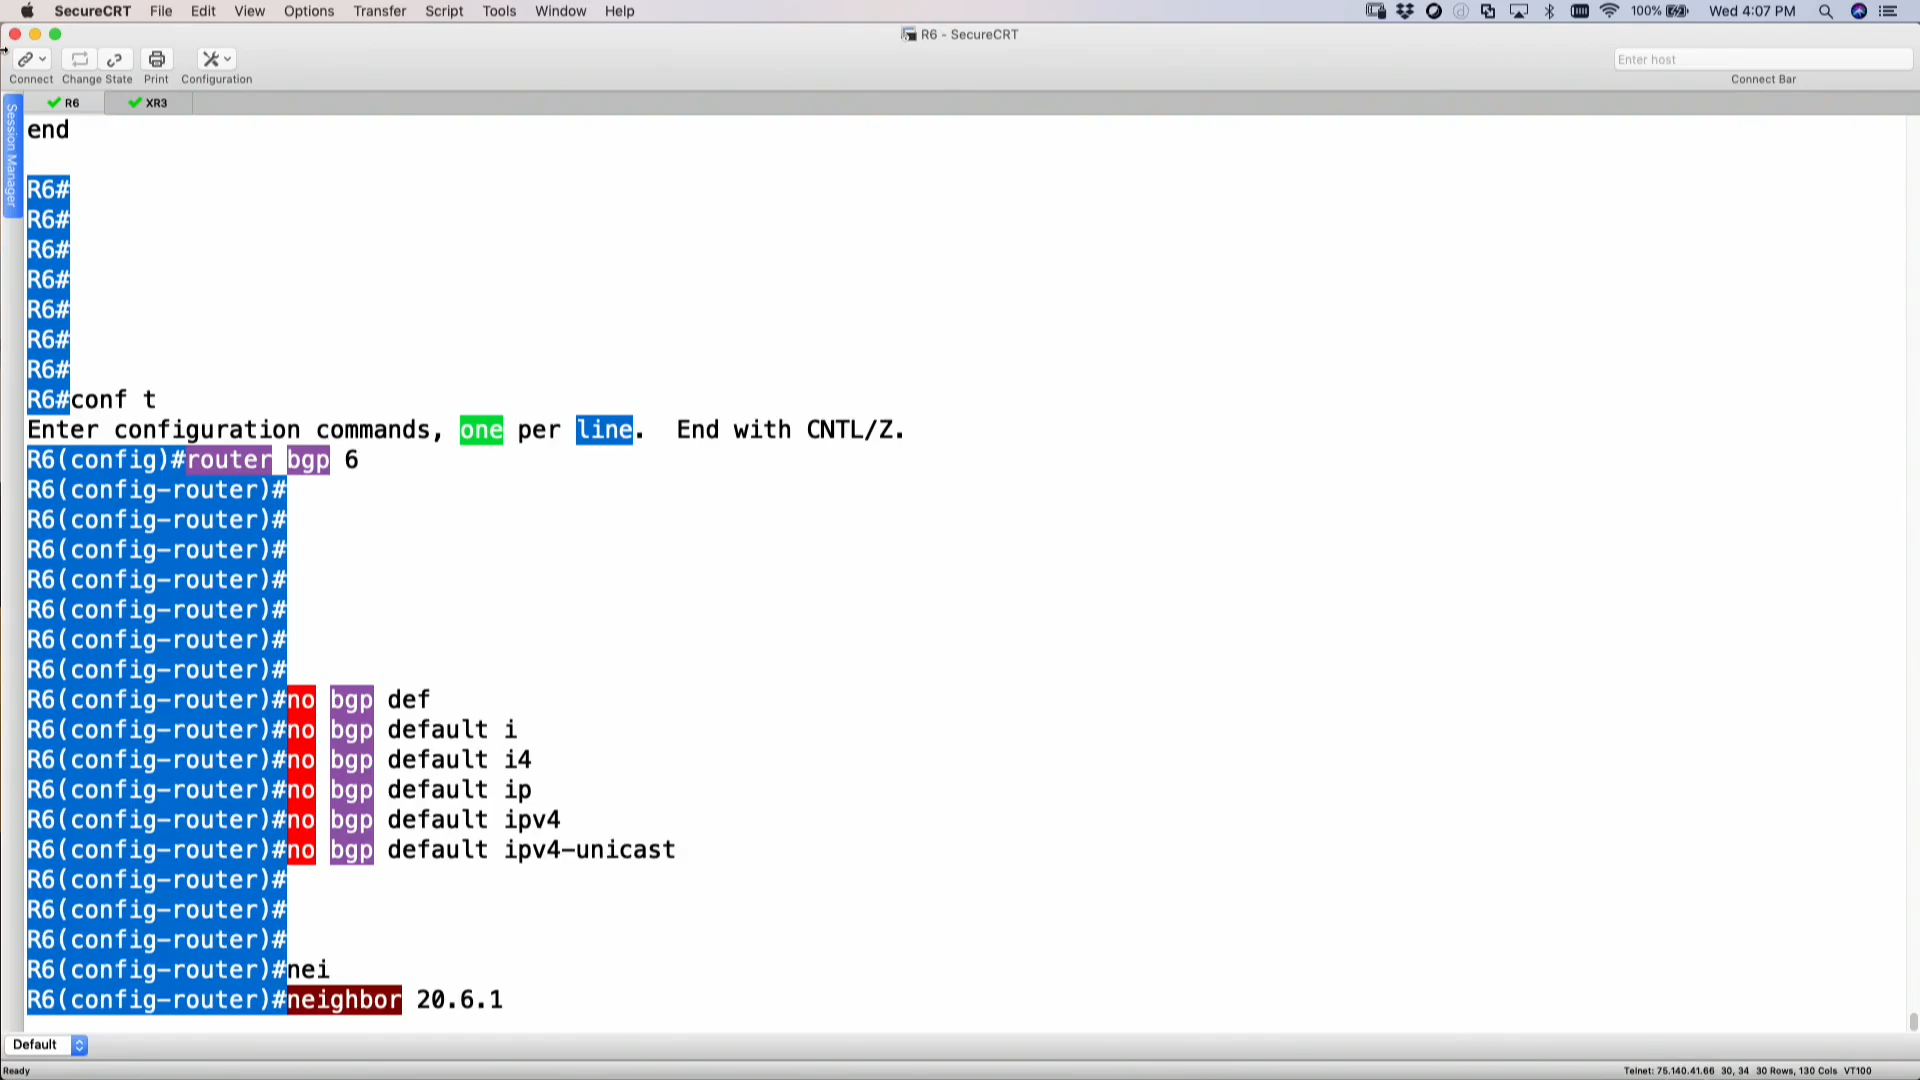 SecureCRT File Edit View Options Transfer Script Tools Window Help 100% Wed 4:07 PM
R6 - SecureCRT
Enter host
Connect Change State Print Configuration Connect Bar
R6 XR3
Session Manager
end
R6#
R6#
R6#
R6#
R6#
R6#
R6#
R6#conf t
Enter configuration commands, one per line.  End with CNTL/Z.
R6(config)#router bgp 6
R6(config-router)#
R6(config-router)#
R6(config-router)#
R6(config-router)#
R6(config-router)#
R6(config-router)#
R6(config-router)#
R6(config-router)#no bgp def
R6(config-router)#no bgp default i
R6(config-router)#no bgp default i4
R6(config-router)#no bgp default ip
R6(config-router)#no bgp default ipv4
R6(config-router)#no bgp default ipv4-unicast
R6(config-router)#
R6(config-router)#
R6(config-router)#
R6(config-router)#nei
R6(config-router)#neighbor 20.6.1
Default
Ready Telnet: 75.140.41.66 30, 34 30 Rows, 130 Cols VT100